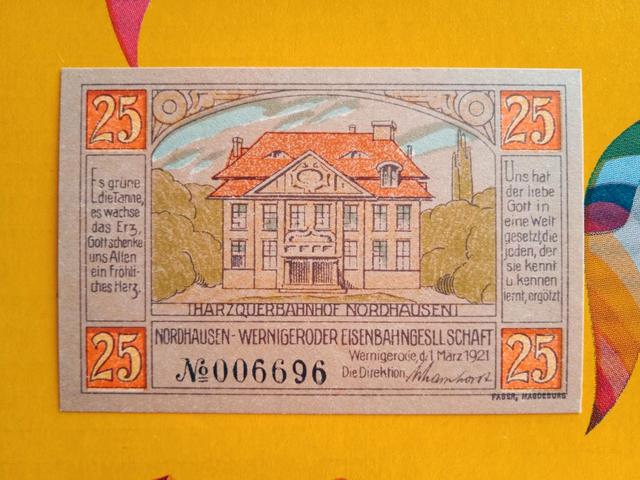 25
25
Es grüne
die Tanne,
es wachse
das Erz,
Gott schenke
uns Allen
ein Fröhli-
ches Herz.
Uns hat
der liebe
Gott in
eine Welt
gesetzt, die
jeden, der
sie kennt
u. kennen
lernt, ergötzt
HARZQUERBAHNHOF NORDHAUSEN
NORDHAUSEN-WERNIGERODER EISENBAHNGESLLSCHAFT
Wernigerode, d. 1 März 1921
Die Direktion
No 006696
25
25
FABER, MAGDEBURG